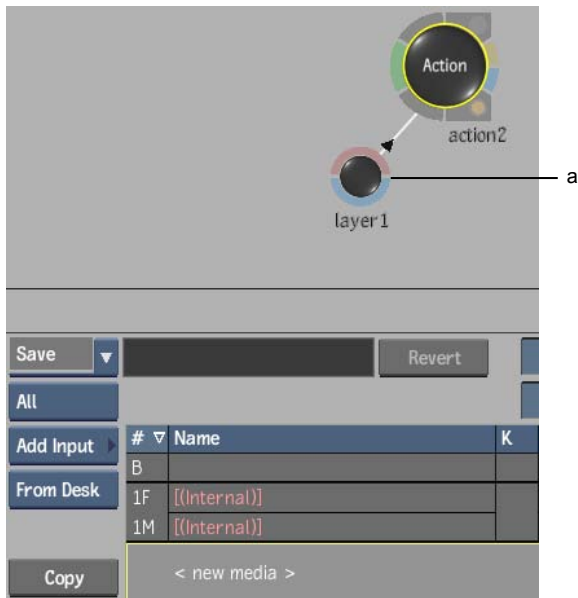 Action
action2
a
layer1
Save
Revert
All
Add Input
# Name K
From Desk
B
1F [(Internal)]
1M [(Internal)]
Copy
< new media >